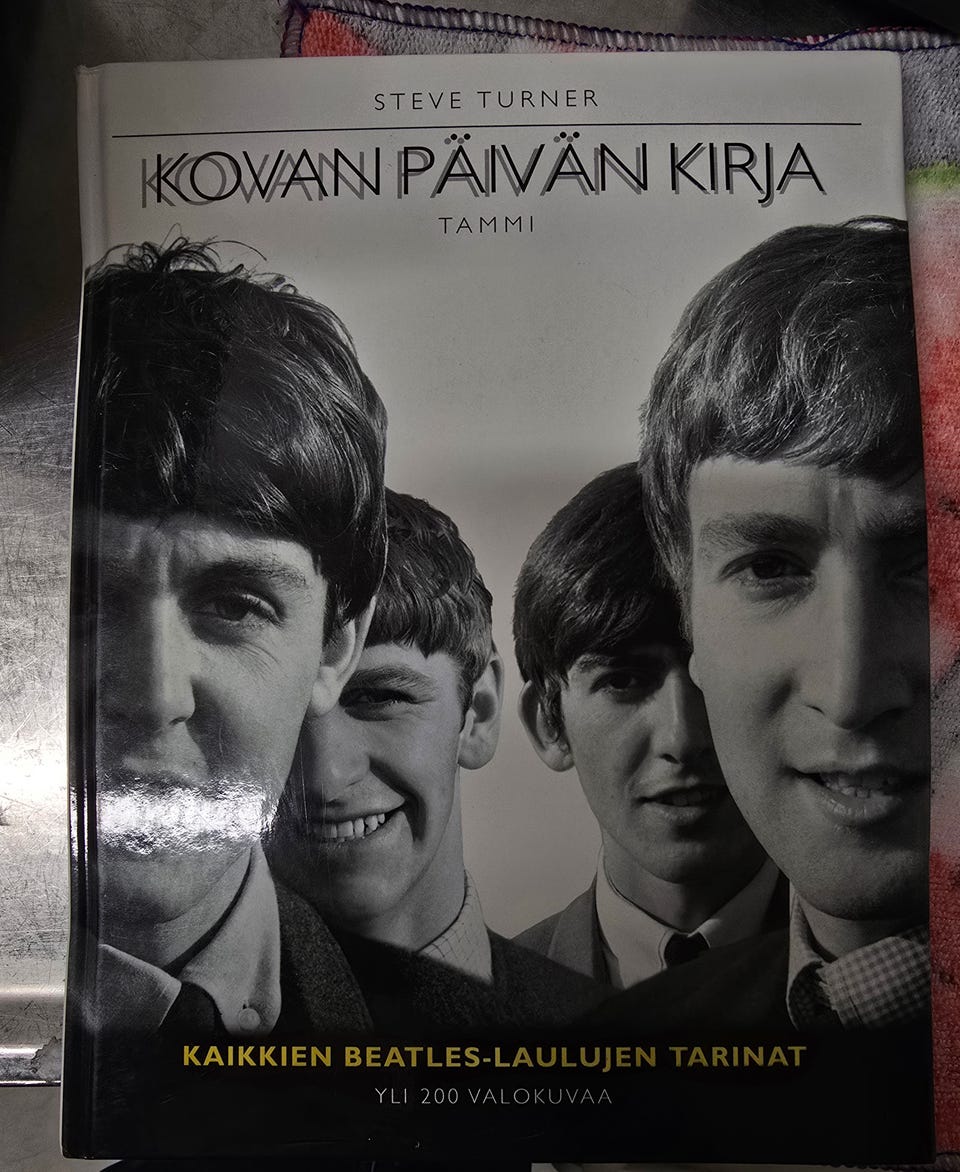 STEVE TURNER
KOVAN PÄIVÄN KIRJA
TAMMI
KAIKKIEN BEATLES-LAULUJEN TARINAT
YLI 200 VALOKUVAA